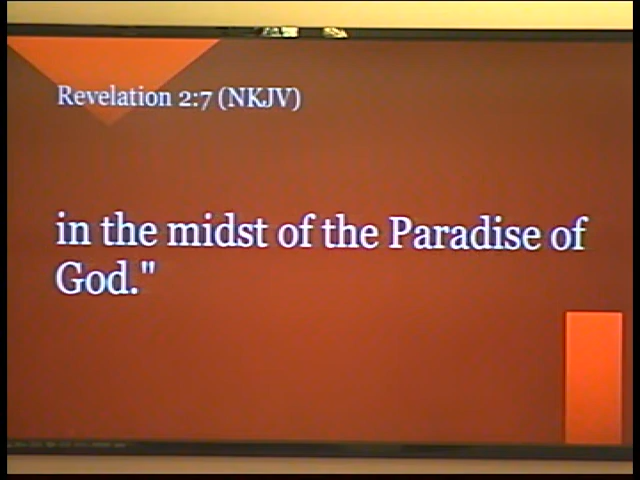 Revelation 2:7 (NKJV)
in the midst of the Paradise of
God."